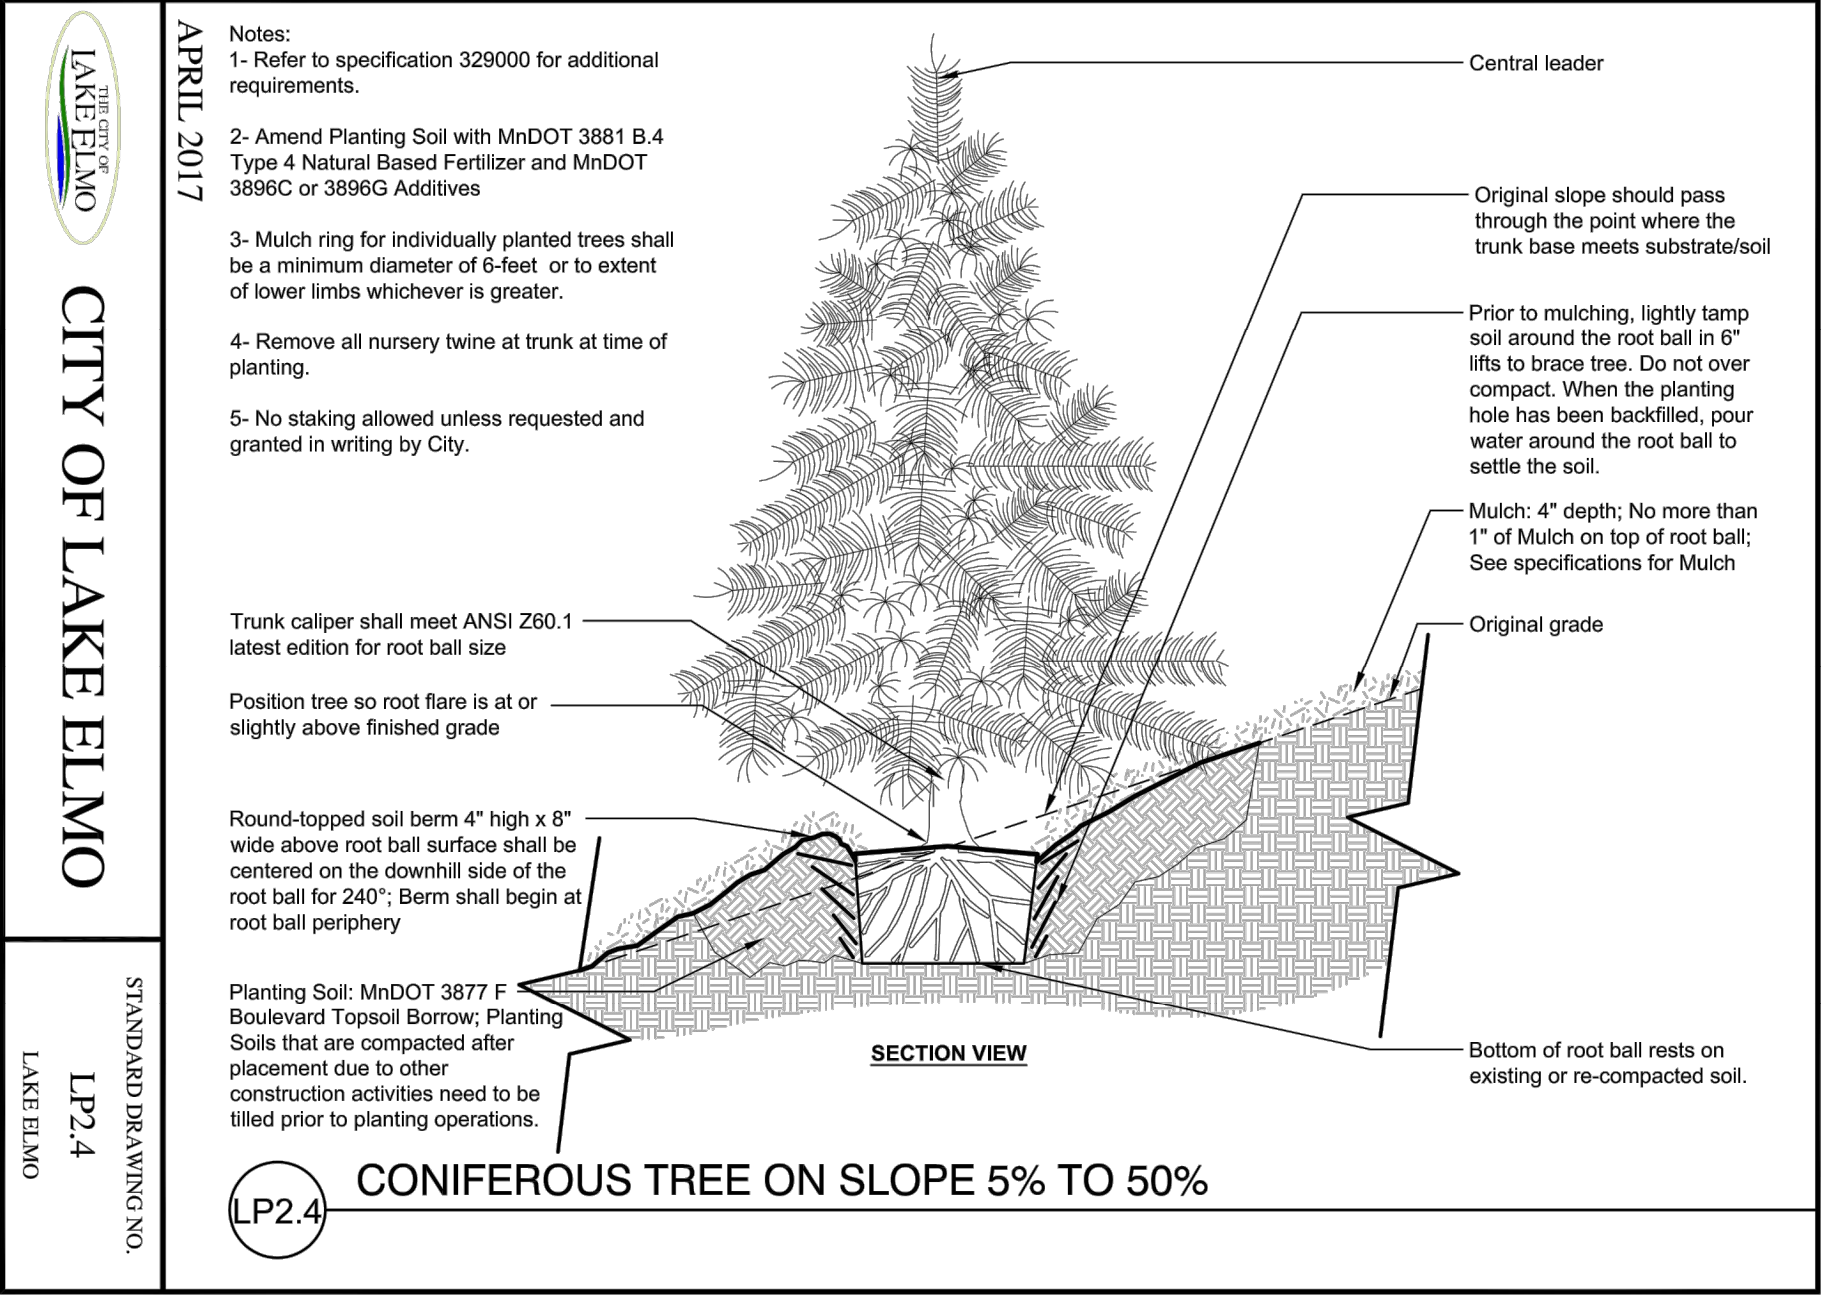 THE CITY OF
LAKE ELMO
CITY OF LAKE ELMO
STANDARD DRAWING NO.
LP2.4
LAKE ELMO
APRIL 2017
Notes:
1- Refer to specification 329000 for additional
requirements.
2- Amend Planting Soil with MnDOT 3881 B.4
Type 4 Natural Based Fertilizer and MnDOT
3896C or 3896G Additives
3- Mulch ring for individually planted trees shall
be a minimum diameter of 6-feet or to extent
of lower limbs whichever is greater.
4- Remove all nursery twine at trunk at time of
planting.
5- No staking allowed unless requested and
granted in writing by City.
Trunk caliper shall meet ANSI Z60.1
latest edition for root ball size
Position tree so root flare is at or
slightly above finished grade
Round-topped soil berm 4" high x 8"
wide above root ball surface shall be
centered on the downhill side of the
root ball for 240°; Berm shall begin at
root ball periphery
Planting Soil: MnDOT 3877 F
Boulevard Topsoil Borrow; Planting
Soils that are compacted after
placement due to other
construction activities need to be
tilled prior to planting operations.
Central leader
Original slope should pass
through the point where the
trunk base meets substrate/soil
Prior to mulching, lightly tamp
soil around the root ball in 6"
lifts to brace tree. Do not over
compact. When the planting
hole has been backfilled, pour
water around the root ball to
settle the soil.
Mulch: 4" depth; No more than
1" of Mulch on top of root ball;
See specifications for Mulch
Original grade
Bottom of root ball rests on
existing or re-compacted soil.
SECTION VIEW
LP2.4
CONIFEROUS TREE ON SLOPE 5% TO 50%